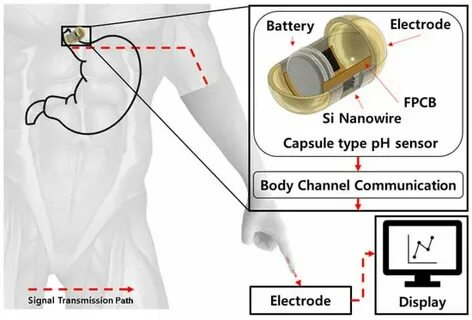 Battery
Electrode
FPCB
Si Nanowire
Capsule type pH sensor
Body Channel Communication
Signal Transmission Path
Electrode
Display